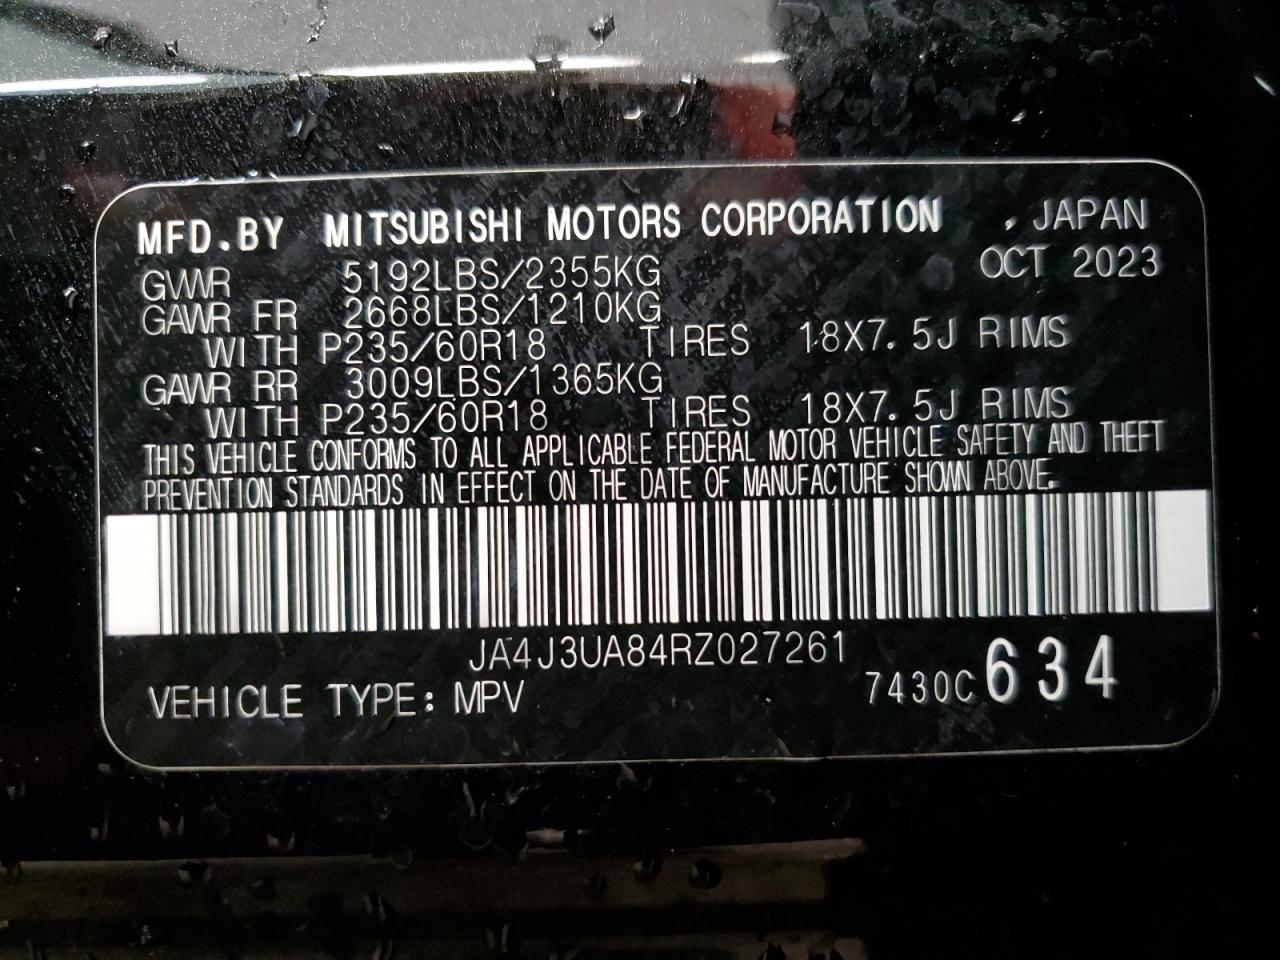 MFD.BY MITSUBISHI MOTORS CORPORATION , JAPAN
OCT 2023
GVWR 5192LBS/2355KG
GAWR FR 2668LBS/1210KG
WITH P235/60R18 TIRES 18X7.5J RIMS
GAWR RR 3009LBS/1365KG
WITH P235/60R18 TIRES 18X7.5J RIMS
THIS VEHICLE CONFORMS TO ALL APPLICABLE FEDERAL MOTOR VEHICLE SAFETY AND THEFT
PREVENTION STANDARDS IN EFFECT ON THE DATE OF MANUFACTURE SHOWN ABOVE.
JA4J3UA84RZ027261
VEHICLE TYPE: MPV 7430C 634